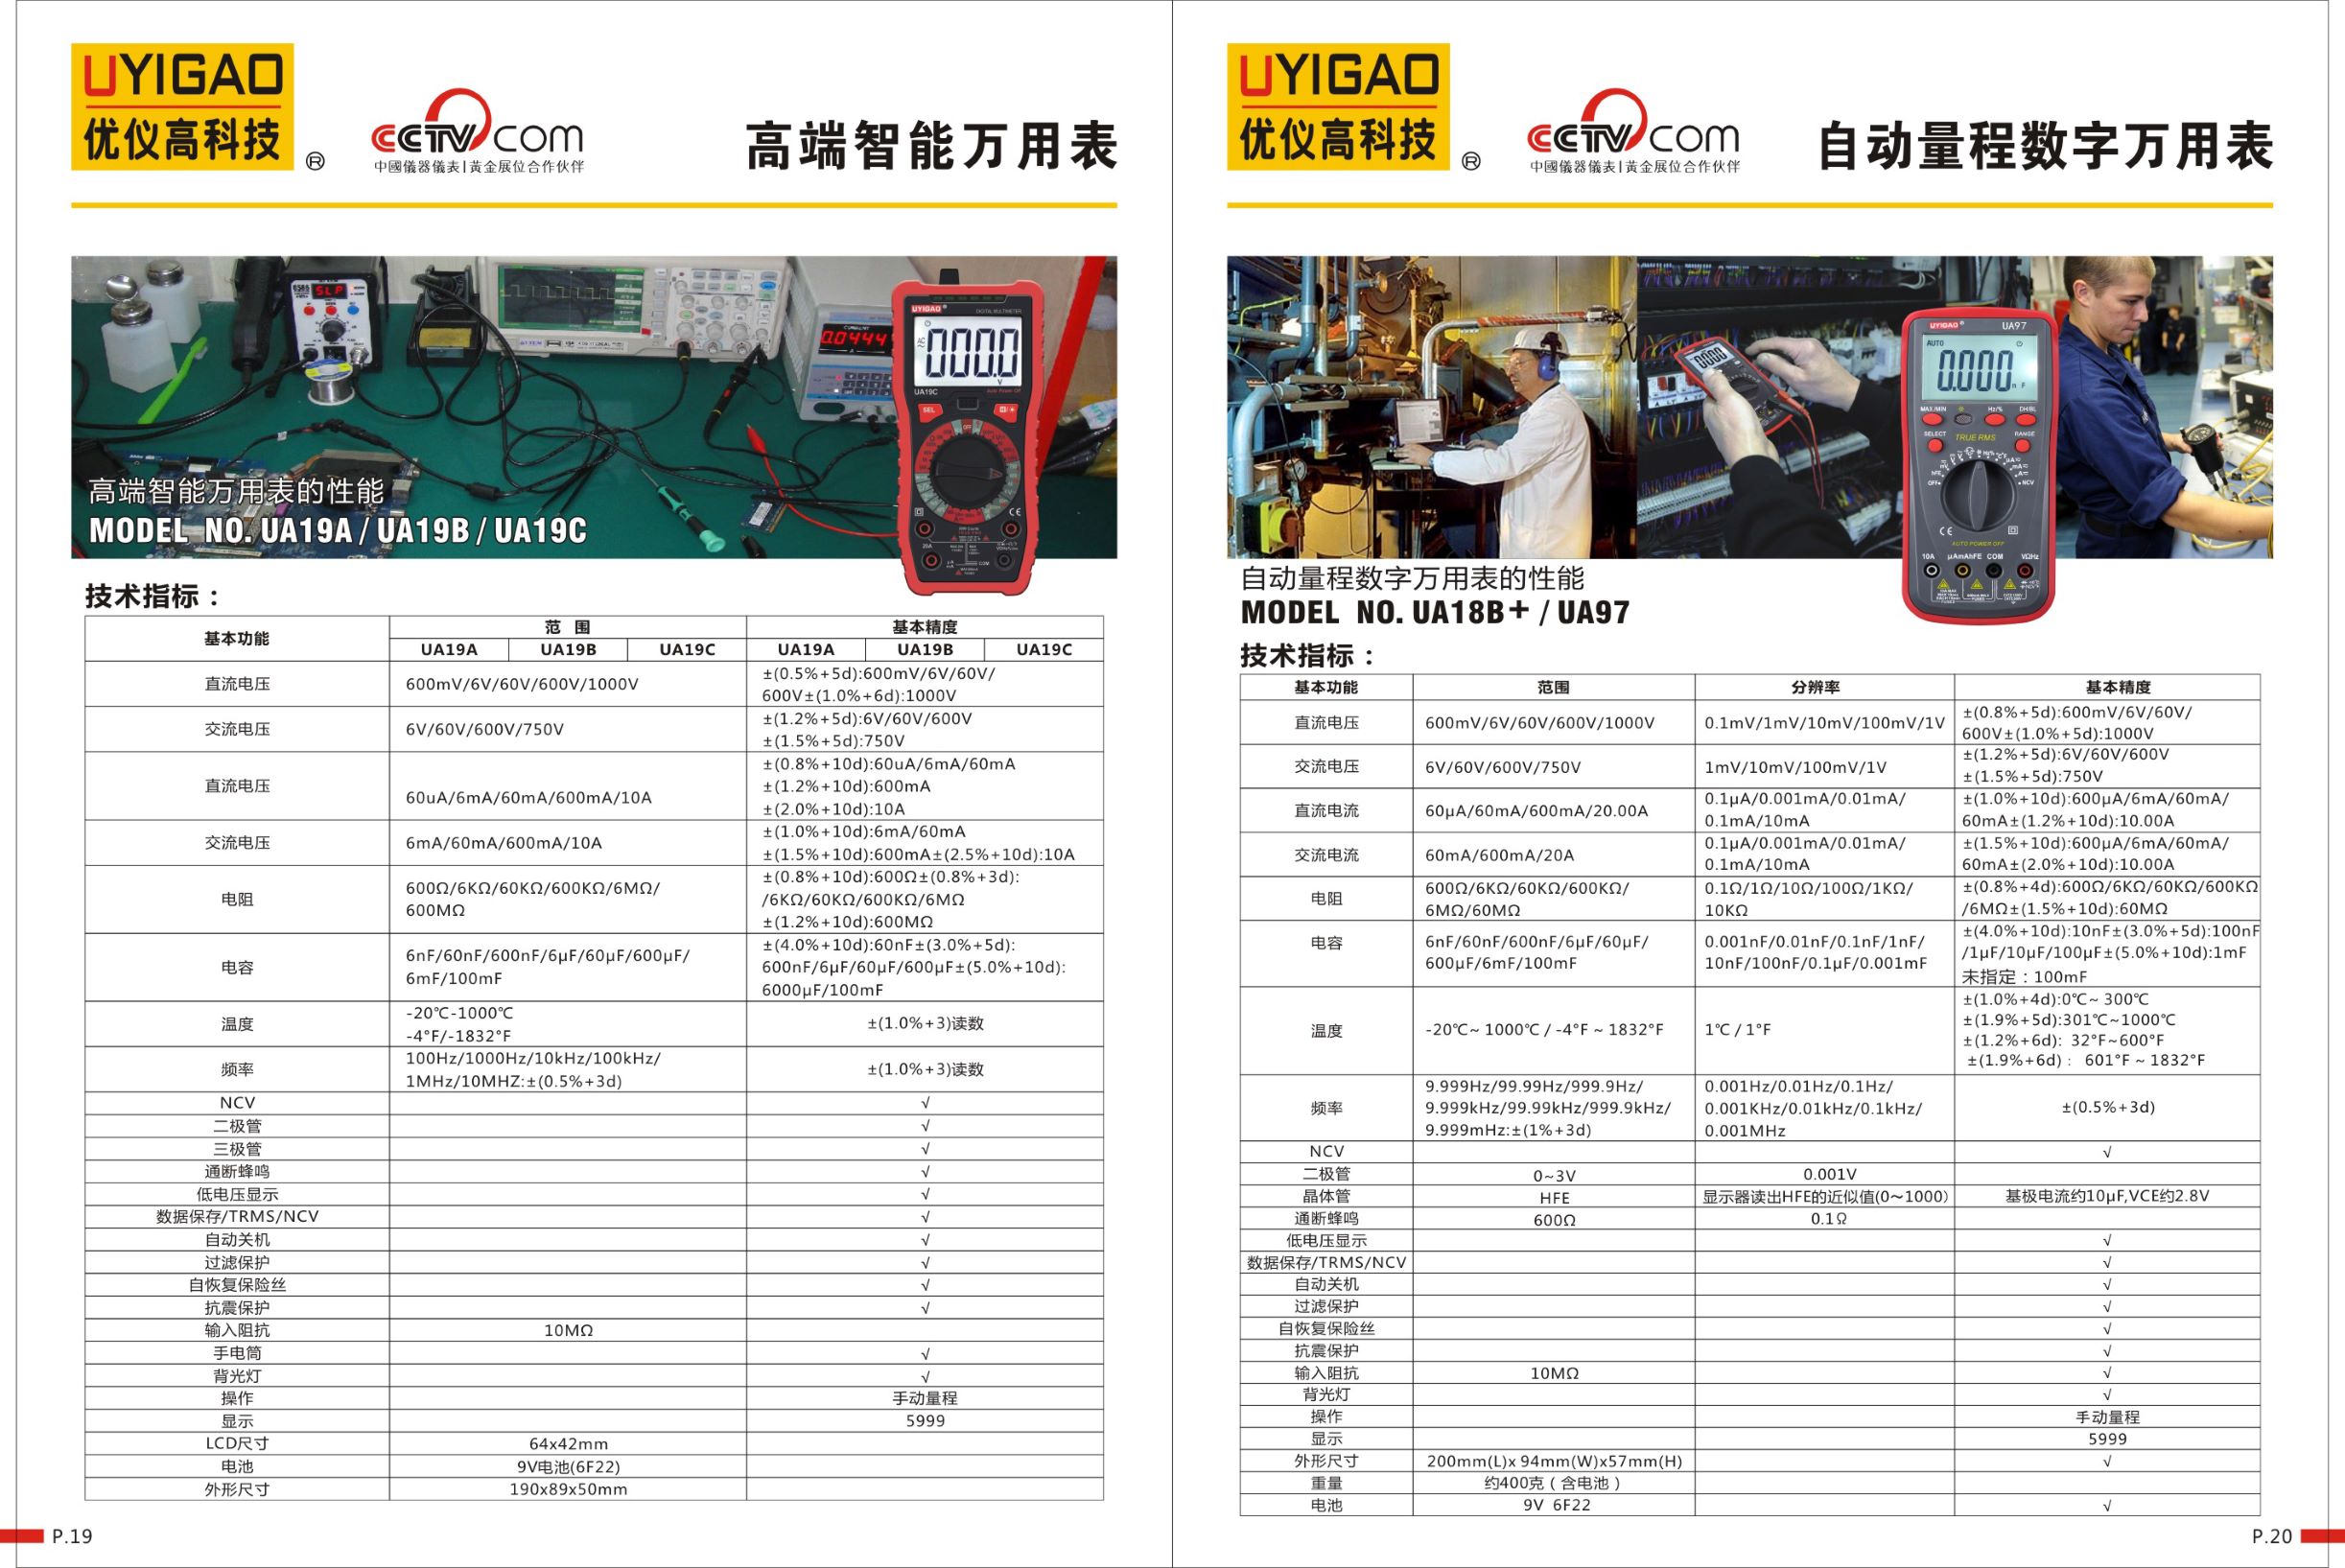 UYIGAO
优仪高科技
®
CCTV.com
中國儀器儀表|黃金展位合作伙伴
高端智能万用表
UYIGAO
UA19C
高端智能万用表的性能
MODEL NO. UA19A / UA19B / UA19C
技术指标：
基本功能 范 围 基本精度
UA19A UA19B UA19C UA19A UA19B UA19C
直流电压 600mV/6V/60V/600V/1000V ±(0.5%+5d):600mV/6V/60V/
600V±(1.0%+6d):1000V
交流电压 6V/60V/600V/750V ±(1.2%+5d):6V/60V/600V
±(1.5%+5d):750V
直流电压 60uA/6mA/60mA/600mA/10A ±(0.8%+10d):60uA/6mA/60mA
±(1.2%+10d):600mA
±(2.0%+10d):10A
交流电压 6mA/60mA/600mA/10A ±(1.0%+10d):6mA/60mA
±(1.5%+10d):600mA±(2.5%+10d):10A
电阻 600Ω/6KΩ/60KΩ/600KΩ/6MΩ/ ±(0.8%+10d):600Ω±(0.8%+3d):
600MΩ /6KΩ/60KΩ/600KΩ/6MΩ
±(1.2%+10d):600MΩ
电容 6nF/60nF/600nF/6μF/60μF/600μF/ ±(4.0%+10d):60nF±(3.0%+5d):
6mF/100mF 600nF/6μF/60μF/600μF±(5.0%+10d):
6000μF/100mF
温度 -20℃-1000℃ ±(1.0%+3)读数
-4°F/-1832°F
频率 100Hz/1000Hz/10kHz/100kHz/ ±(1.0%+3)读数
1MHz/10MHZ:±(0.5%+3d)
NCV √
二极管 √
三极管 √
通断蜂鸣 √
低电压显示 √
数据保存/TRMS/NCV √
自动关机 √
过滤保护 √
自恢复保险丝 √
抗震保护 √
输入阻抗 10MΩ
手电筒 √
背光灯 √
操作 手动量程
显示 5999
LCD尺寸 64x42mm
电池 9V电池(6F22)
外形尺寸 190x89x50mm
P.19
UYIGAO
优仪高科技
®
CCTV.com
中國儀器儀表|黃金展位合作伙伴
自动量程数字万用表
UYIGAO® UA97
AUTO
0.000 n F
MAX/MIN Hz/% DH/BL
SELECT TRUE RMS RANGE
OFF NCV
CE
AUTO POWER OFF
10A μAmAhFE COM VΩHz
自动量程数字万用表的性能
MODEL NO. UA18B+ / UA97
技术指标：
基本功能 范围 分辨率 基本精度
直流电压 600mV/6V/60V/600V/1000V 0.1mV/1mV/10mV/100mV/1V ±(0.8%+5d):600mV/6V/60V/
600V±(1.0%+5d):1000V
交流电压 6V/60V/600V/750V 1mV/10mV/100mV/1V ±(1.2%+5d):6V/60V/600V
±(1.5%+5d):750V
直流电流 60μA/60mA/600mA/20.00A 0.1μA/0.001mA/0.01mA/ ±(1.0%+10d):600μA/6mA/60mA/
0.1mA/10mA 60mA±(1.2%+10d):10.00A
交流电流 60mA/600mA/20A 0.1μA/0.001mA/0.01mA/ ±(1.5%+10d):600μA/6mA/60mA/
0.1mA/10mA 60mA±(2.0%+10d):10.00A
电阻 600Ω/6KΩ/60KΩ/600KΩ/ 0.1Ω/1Ω/10Ω/100Ω/1KΩ/ ±(0.8%+4d):600Ω/6KΩ/60KΩ/600KΩ
6MΩ/60MΩ 10KΩ /6MΩ±(1.5%+10d):60MΩ
电容 6nF/60nF/600nF/6μF/60μF/ 0.001nF/0.01nF/0.1nF/1nF/ ±(4.0%+10d):10nF±(3.0%+5d):100nF
600μF/6mF/100mF 10nF/100nF/0.1μF/0.001mF /1μF/10μF/100μF±(5.0%+10d):1mF
未指定：100mF
温度 -20℃~ 1000℃ / -4°F ~ 1832°F 1℃ / 1°F ±(1.0%+4d):0℃~ 300℃
±(1.9%+5d):301℃~1000℃
±(1.2%+6d): 32°F~600°F
±(1.9%+6d)： 601°F ~ 1832°F
频率 9.999Hz/99.99Hz/999.9Hz/ 0.001Hz/0.01Hz/0.1Hz/ ±(0.5%+3d)
9.999kHz/99.99kHz/999.9kHz/ 0.001KHz/0.01kHz/0.1kHz/
9.999mHz:±(1%+3d) 0.001MHz
NCV √
二极管 0~3V 0.001V
晶体管 HFE 显示器读出HFE的近似值(0～1000) 基极电流约10μF,VCE约2.8V
通断蜂鸣 600Ω 0.1Ω
低电压显示 √
数据保存/TRMS/NCV √
自动关机 √
过滤保护 √
自恢复保险丝 √
抗震保护 √
输入阻抗 10MΩ √
背光灯 √
操作 手动量程
显示 5999
外形尺寸 200mm(L)x 94mm(W)x57mm(H) √
重量 约400克（含电池）
电池 9V 6F22 √
P.20